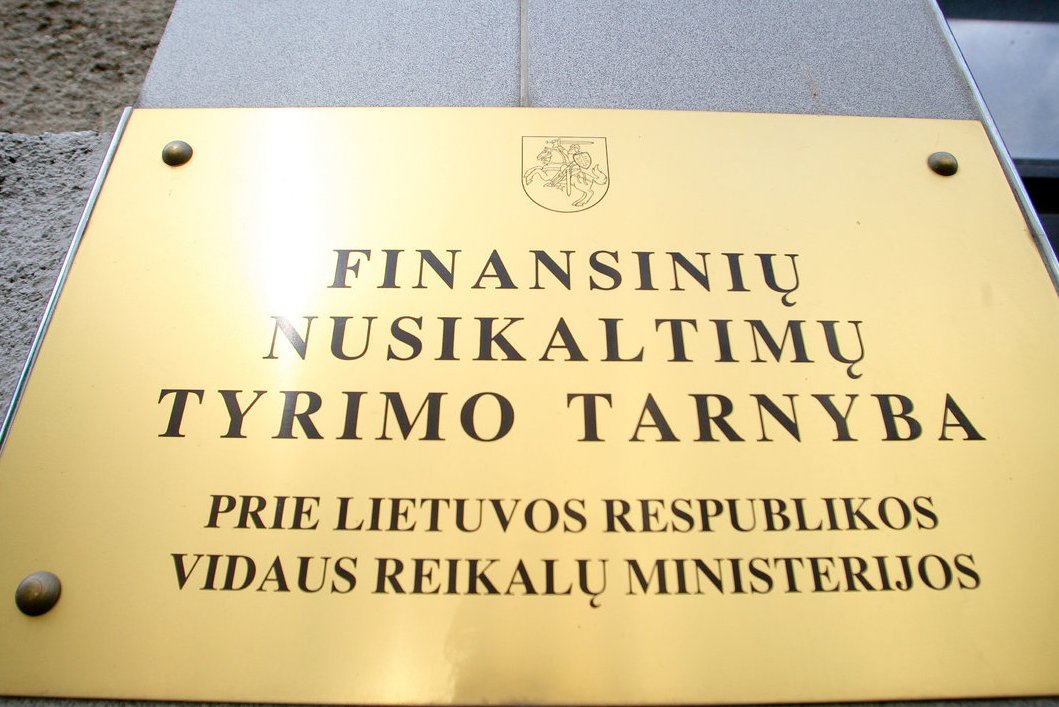 FINANSINIŲ
NUSIKALTIMŲ
TYRIMO TARNYBA
PRIE LIETUVOS RESPUBLIKOS
VIDAUS REIKALŲ MINISTERIJOS